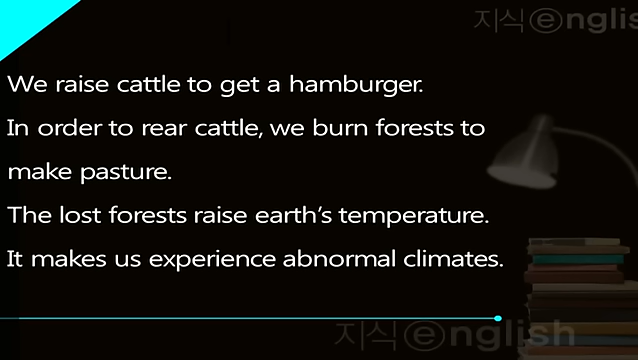 지식ⓔnglis
We raise cattle to get a hamburger.
In order to rear cattle, we burn forests to
make pasture.
The lost forests raise earth’s temperature.
It makes us experience abnormal climates.
지식ⓔnglish